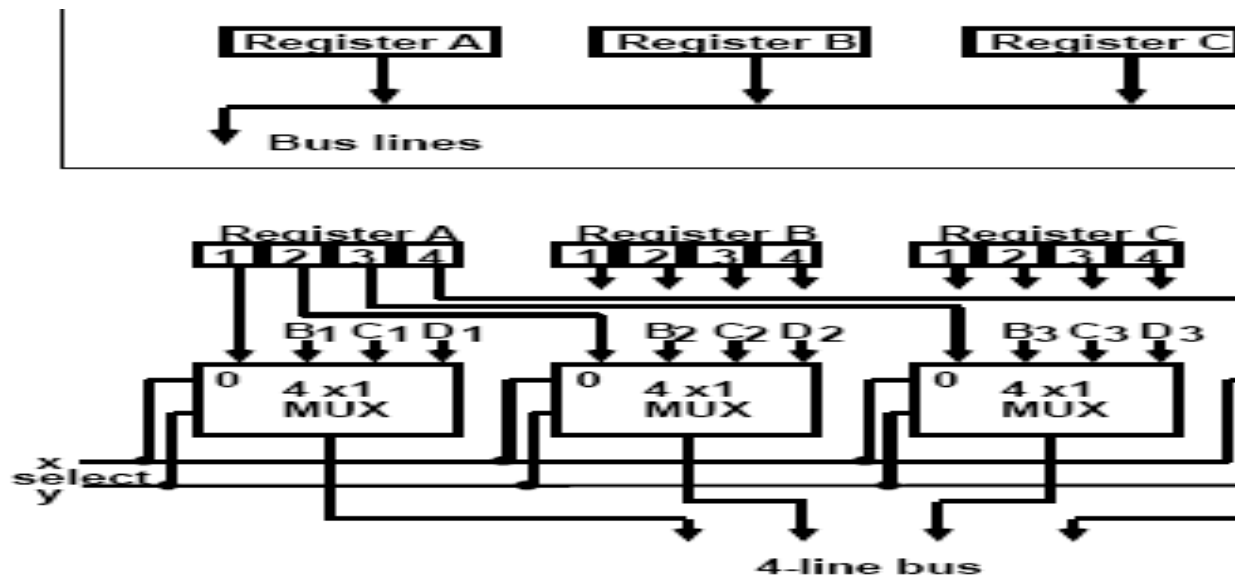 Register A Register B Register C
Bus lines
Register A Register B Register C
1 2 3 4 1 2 3 4 1 2 3 4
B1 C1 D1 B2 C2 D2 B3 C3 D3
0 0 0
4 x1 4 x1 4 x1
MUX MUX MUX
x
select
y
4-line bus